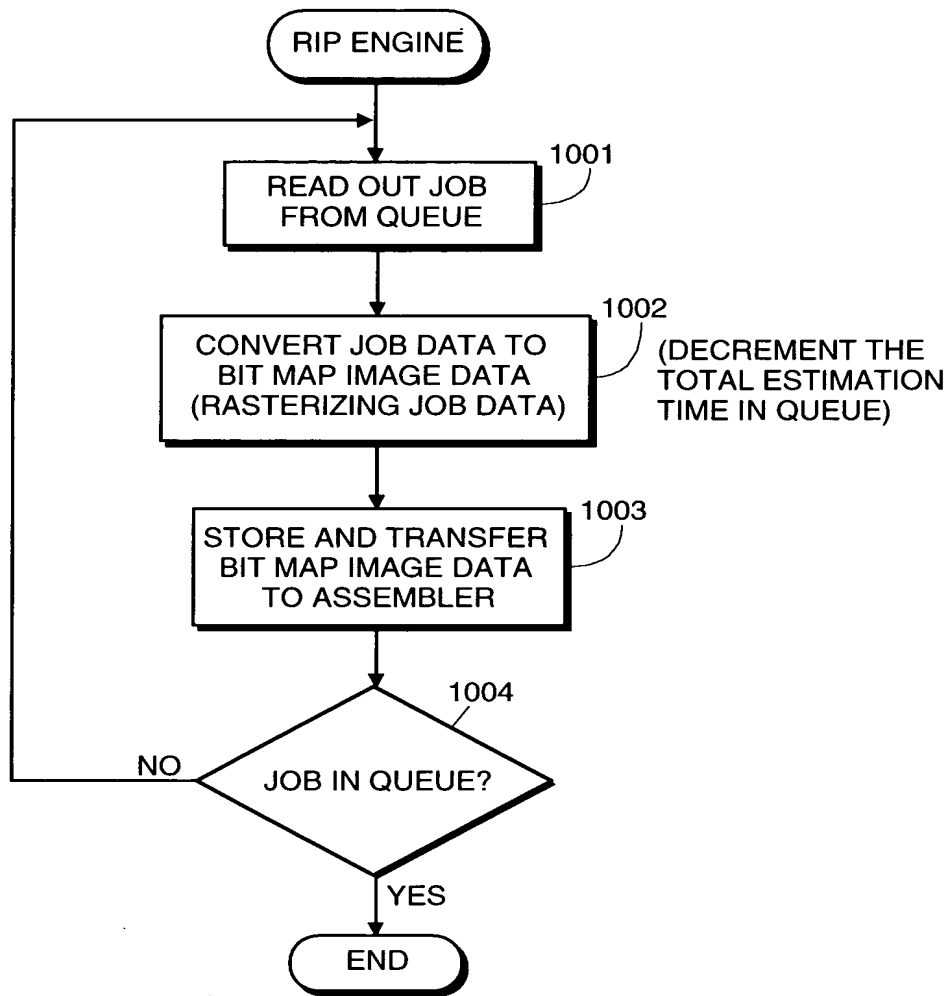 RIP ENGINE
1001
READ OUT JOB
FROM QUEUE
1002
CONVERT JOB DATA TO
BIT MAP IMAGE DATA
(RASTERIZING JOB DATA)
(DECREMENT THE
TOTAL ESTIMATION
TIME IN QUEUE)
1003
STORE AND TRANSFER
BIT MAP IMAGE DATA
TO ASSEMBLER
1004
NO
JOB IN QUEUE?
YES
END